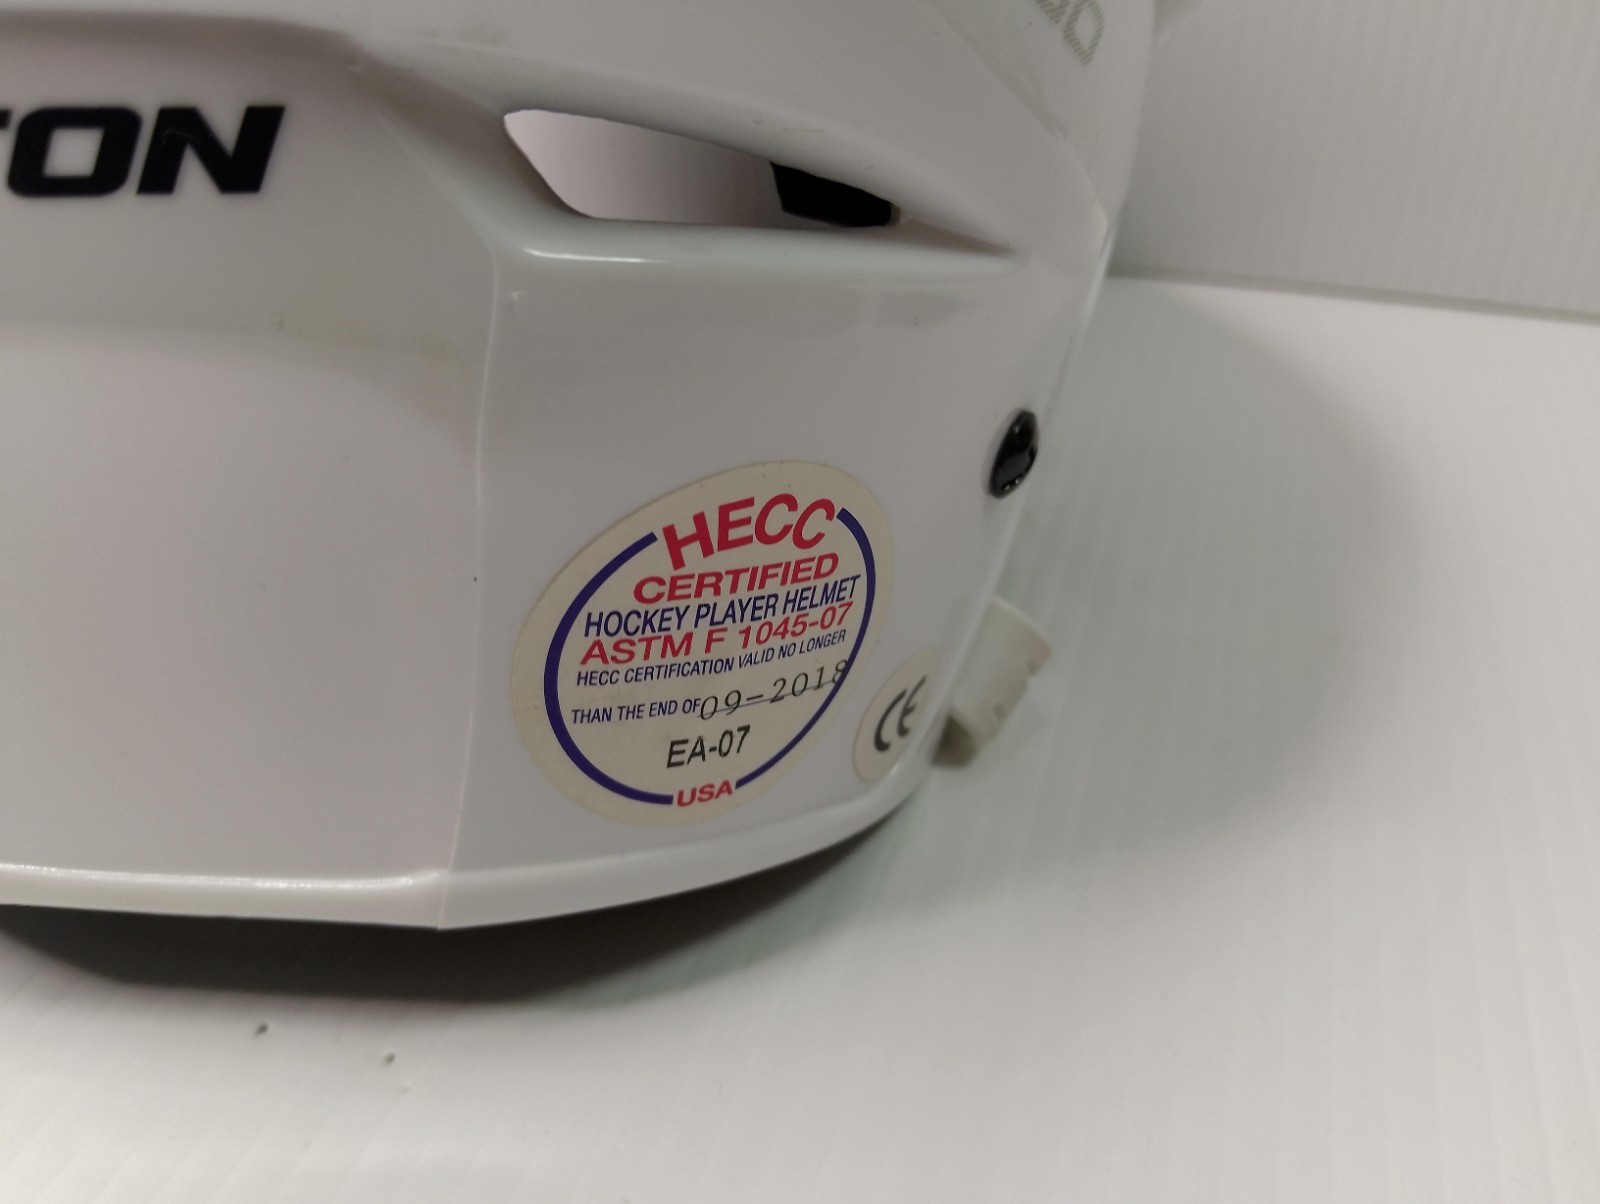 TON
HECC
CERTIFIED
HOCKEY PLAYER HELMET
ASTM F 1045-07
HECC CERTIFICATION VALID NO LONGER
THAN THE END OF 09-2018
EA-07
USA
CE